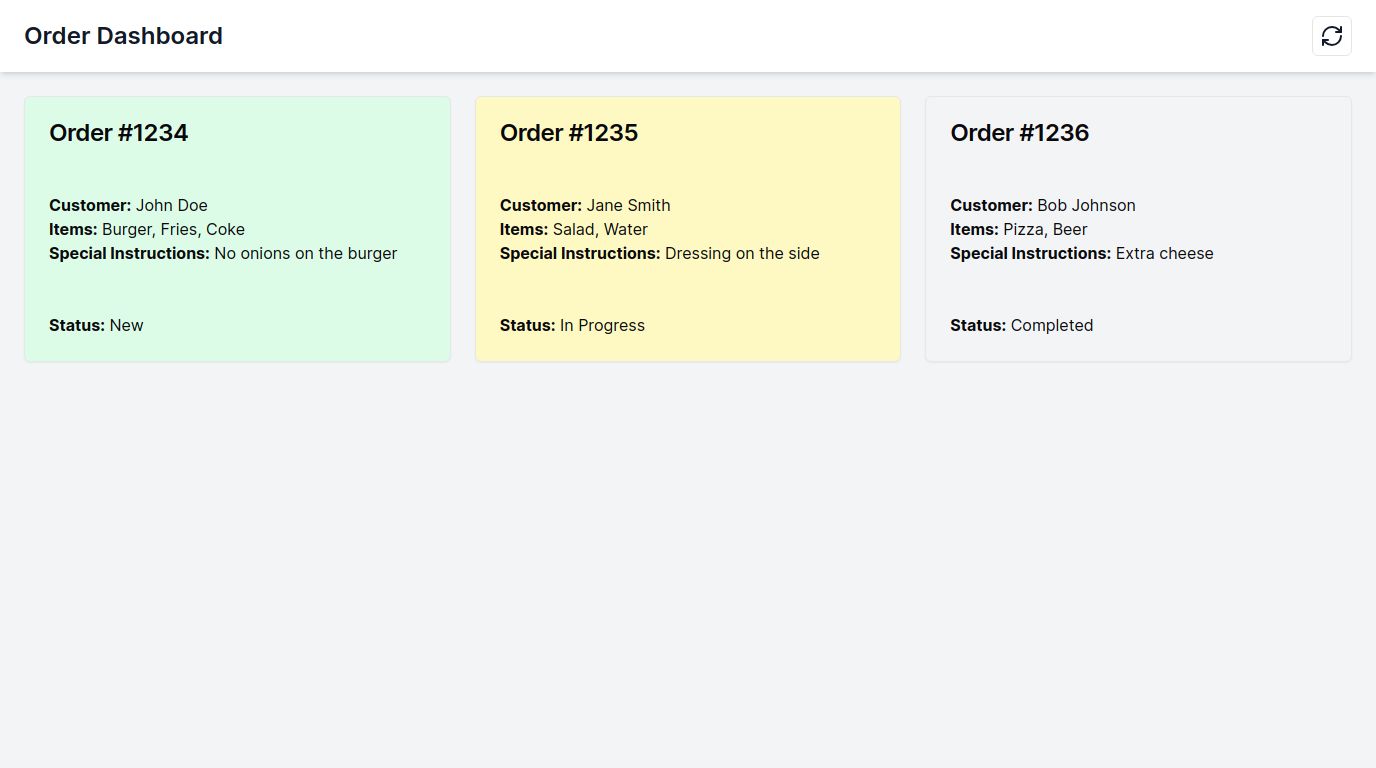 Order Dashboard
Order #1234
Customer: John Doe
Items: Burger, Fries, Coke
Special Instructions: No onions on the burger
Status: New
Order #1235
Customer: Jane Smith
Items: Salad, Water
Special Instructions: Dressing on the side
Status: In Progress
Order #1236
Customer: Bob Johnson
Items: Pizza, Beer
Special Instructions: Extra cheese
Status: Completed